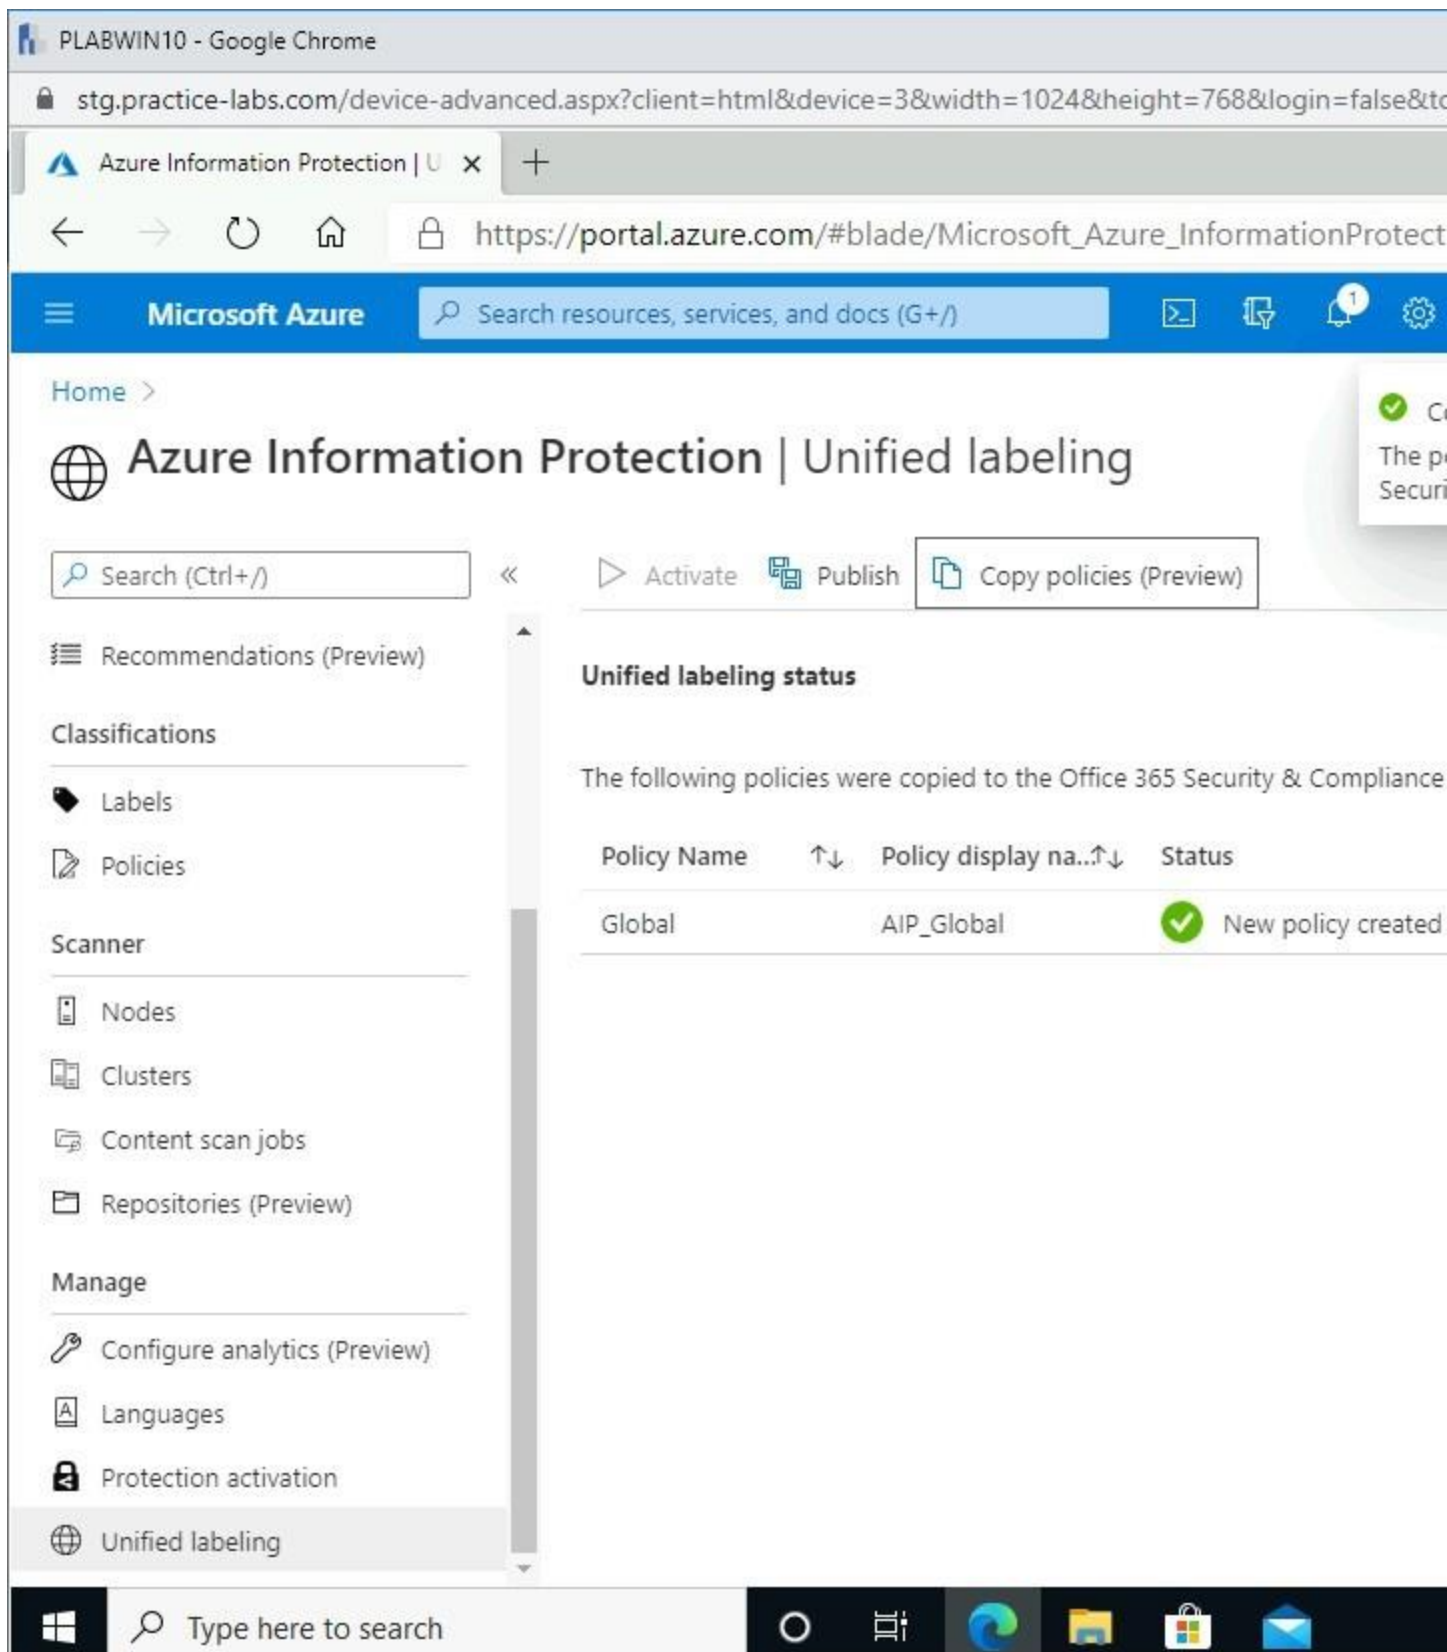 PLABWIN10 - Google Chrome
stg.practice-labs.com/device-advanced.aspx?client=html&device=3&width=1024&height=768&login=false&to
Azure Information Protection | U
https://portal.azure.com/#blade/Microsoft_Azure_InformationProtect
Microsoft Azure
Search resources, services, and docs (G+/)
1
Home >
Co
Azure Information Protection | Unified labeling
The po
Securi
Search (Ctrl+/)
«
Activate
Publish
Copy policies (Preview)
Recommendations (Preview)
Unified labeling status
Classifications
The following policies were copied to the Office 365 Security & Compliance
Labels
Policy Name
Policy display na...
Status
Policies
Global
AIP_Global
New policy created
Scanner
Nodes
Clusters
Content scan jobs
Repositories (Preview)
Manage
Configure analytics (Preview)
Languages
Protection activation
Unified labeling
Type here to search